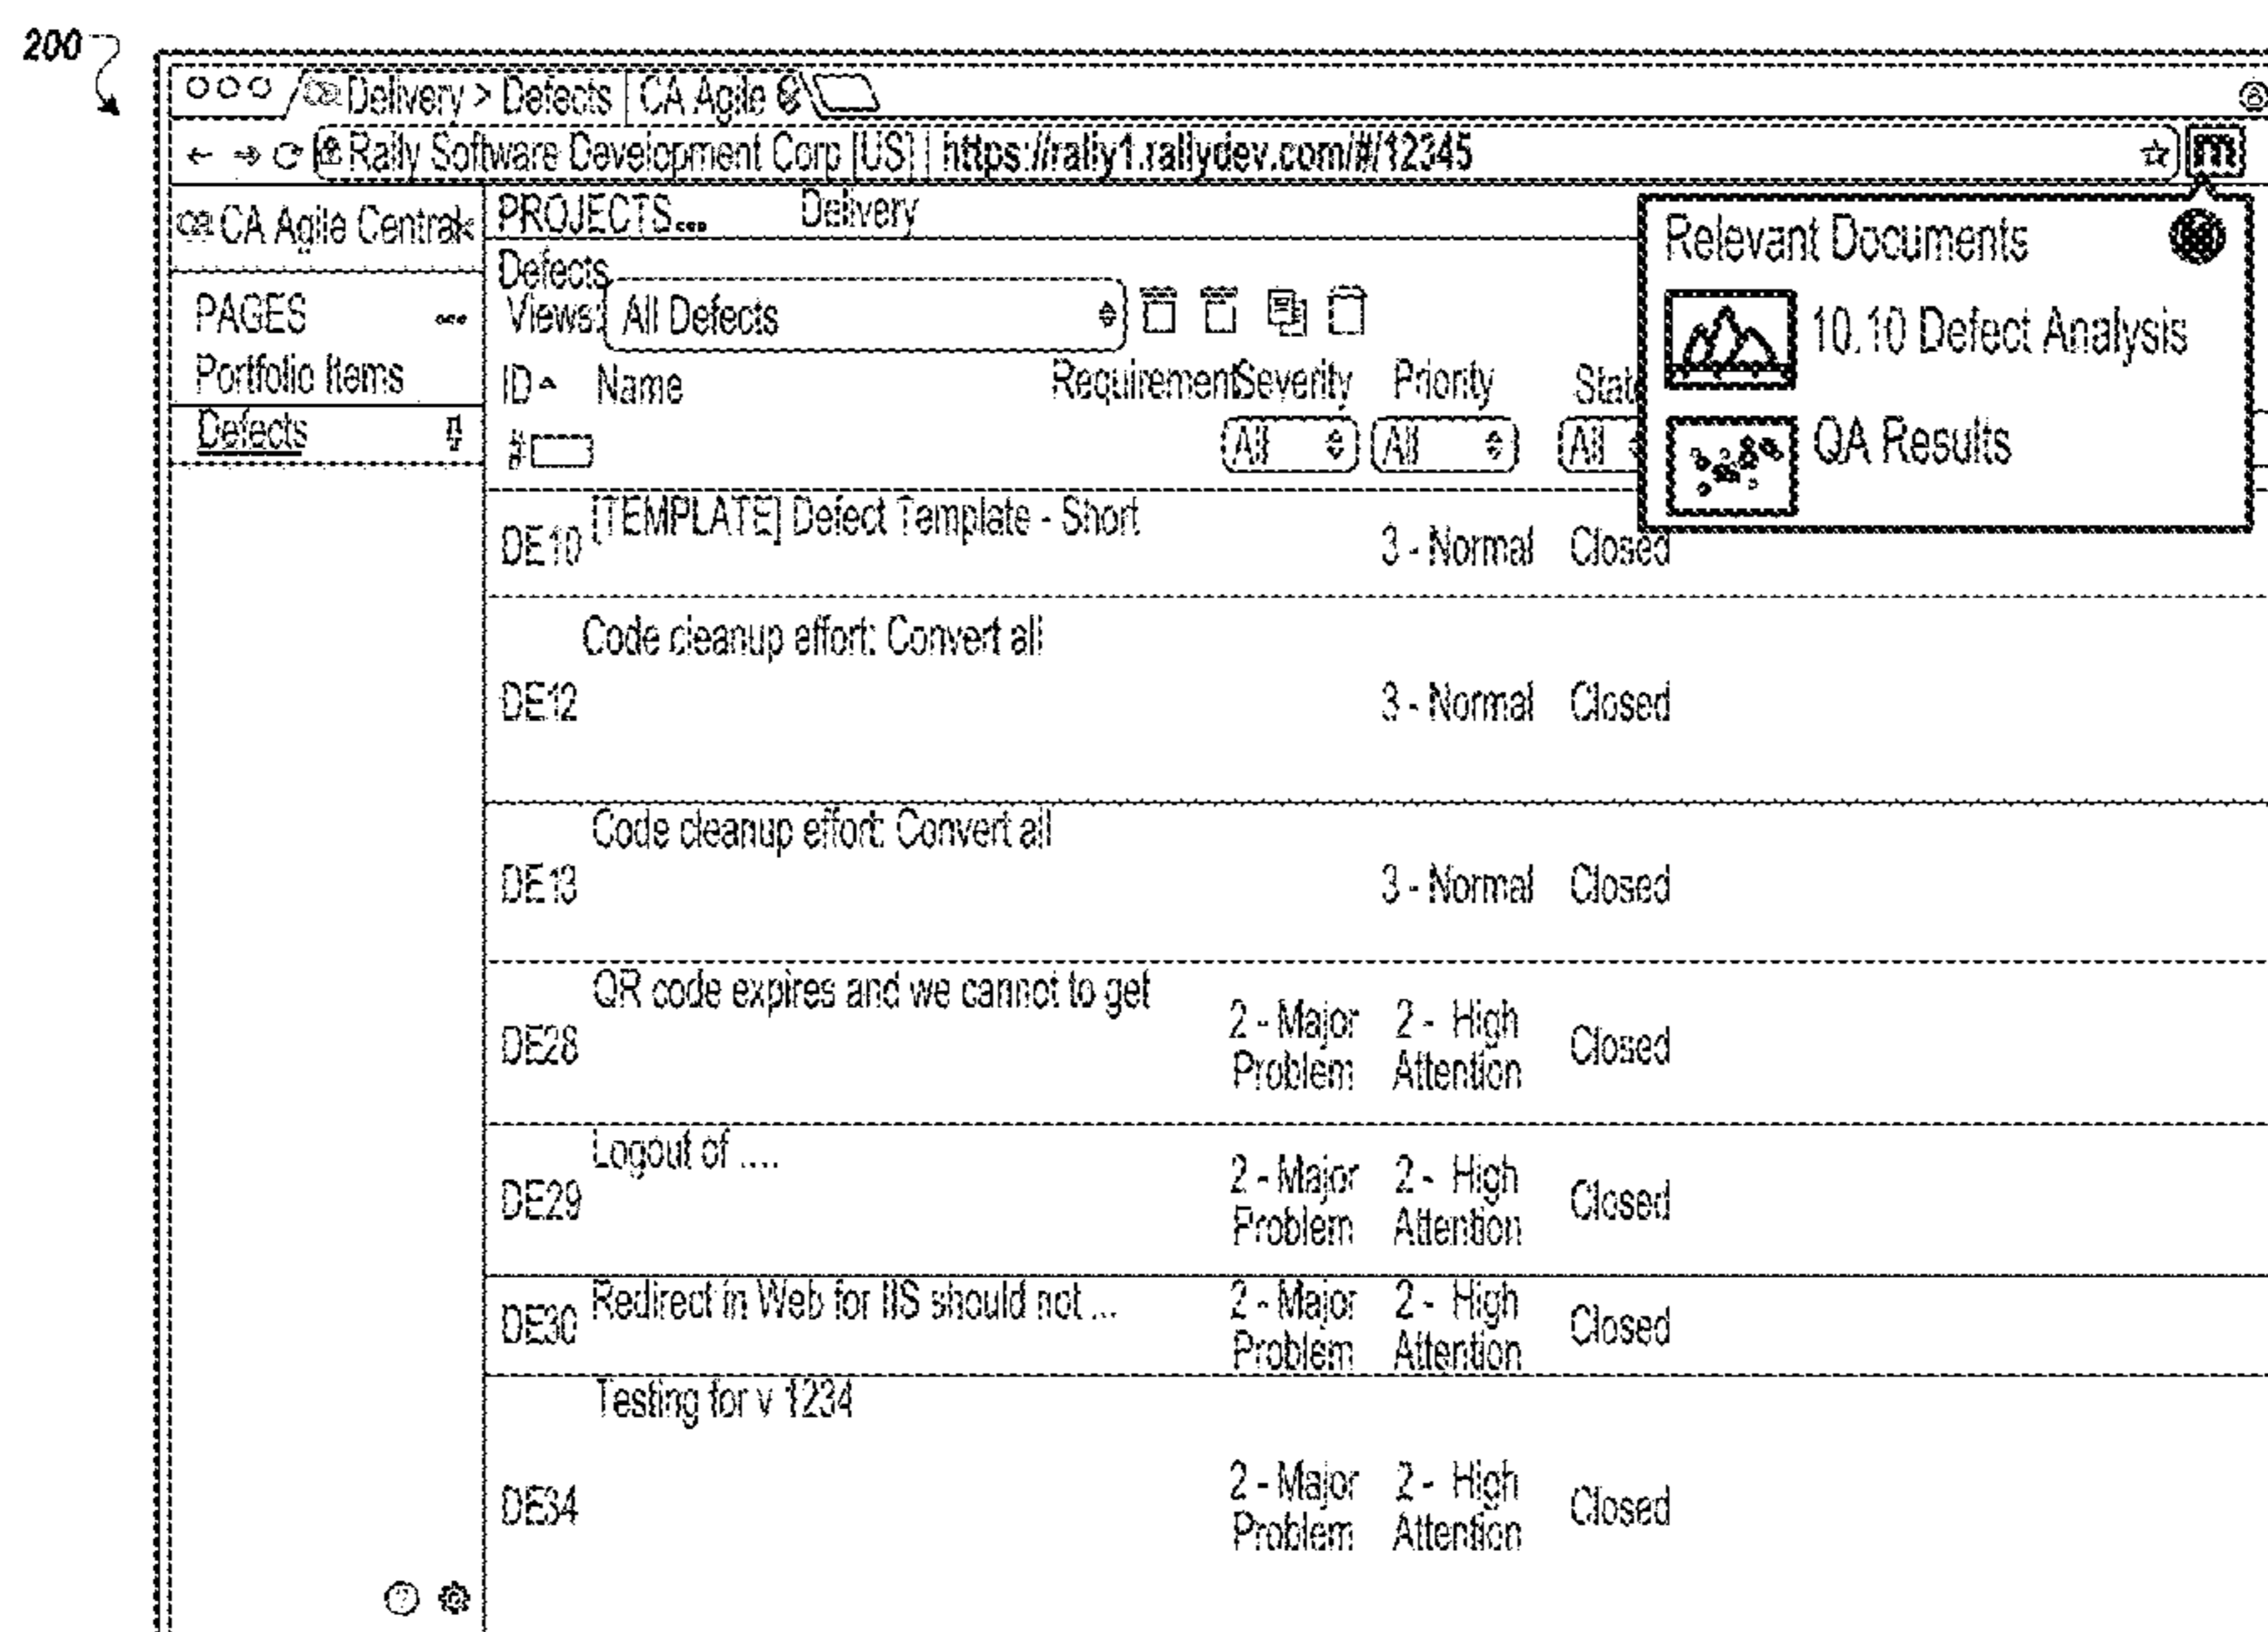 200
Delivery > Defects | CA Agile
Rally Software Development Corp [US] | https://rally1.rallydev.com/#/12345
m
CA Agile Central
PROJECTS... Delivery
Relevant Documents
10.10 Defect Analysis
QA Results
PAGES
Portfolio Items
Defects
Defects
Views: All Defects
ID Name Requirement Severity Priority Stat
# All All All
DE10 [TEMPLATE] Defect Template - Short 3 - Normal Closed
Code cleanup effort: Convert all
DE12 3 - Normal Closed
Code cleanup effort: Convert all
DE13 3 - Normal Closed
QR code expires and we cannot to get
DE28 2 - Major Problem 2 - High Attention Closed
Logout of ....
DE29 2 - Major Problem 2 - High Attention Closed
DE30 Redirect in Web for IIS should not ... 2 - Major Problem 2 - High Attention Closed
Testing for v 1234
DE34 2 - Major Problem 2 - High Attention Closed
?